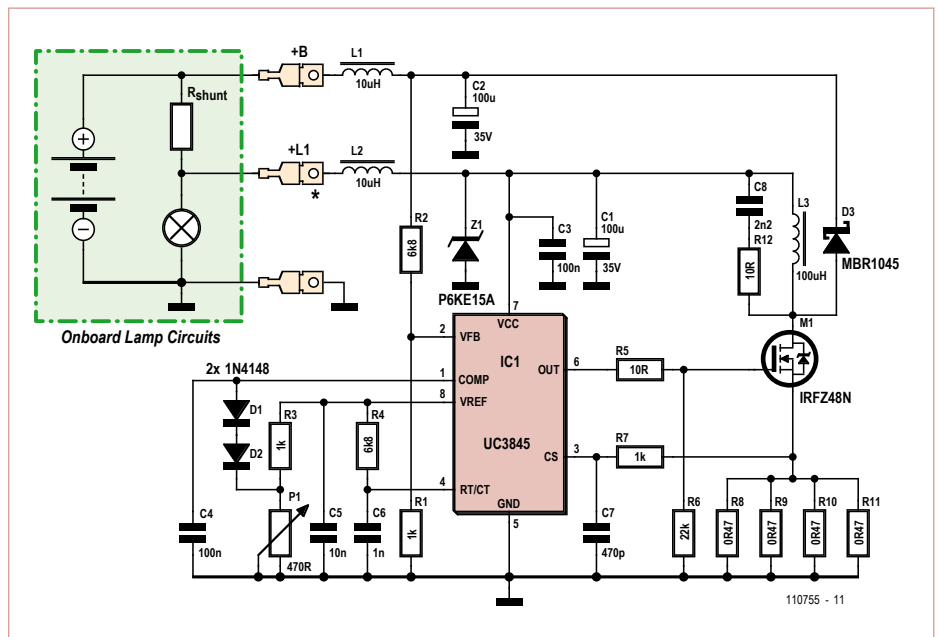 +B
L1
10uH
C2
100u
35V
Rshunt
+L1
*
L2
10uH
R2
6k8
Z1
P6KE15A
C3
100n
C1
100u
35V
C8
2n2
R12
10R
L3
100uH
D3
MBR1045
Onboard Lamp Circuits
7
VCC
2
VFB
IC1
M1
IRFZ48N
2x 1N4148
1
COMP
OUT
6
R5
10R
8
VREF
D1
D2
R3
1k
R4
6k8
UC3845
CS
3
R7
1k
4
RT/CT
GND
5
P1
470R
C4
100n
C5
10n
C6
1n
R1
1k
C7
470p
R6
22k
R8
0R47
R9
0R47
R10
0R47
R11
0R47
110755 - 11